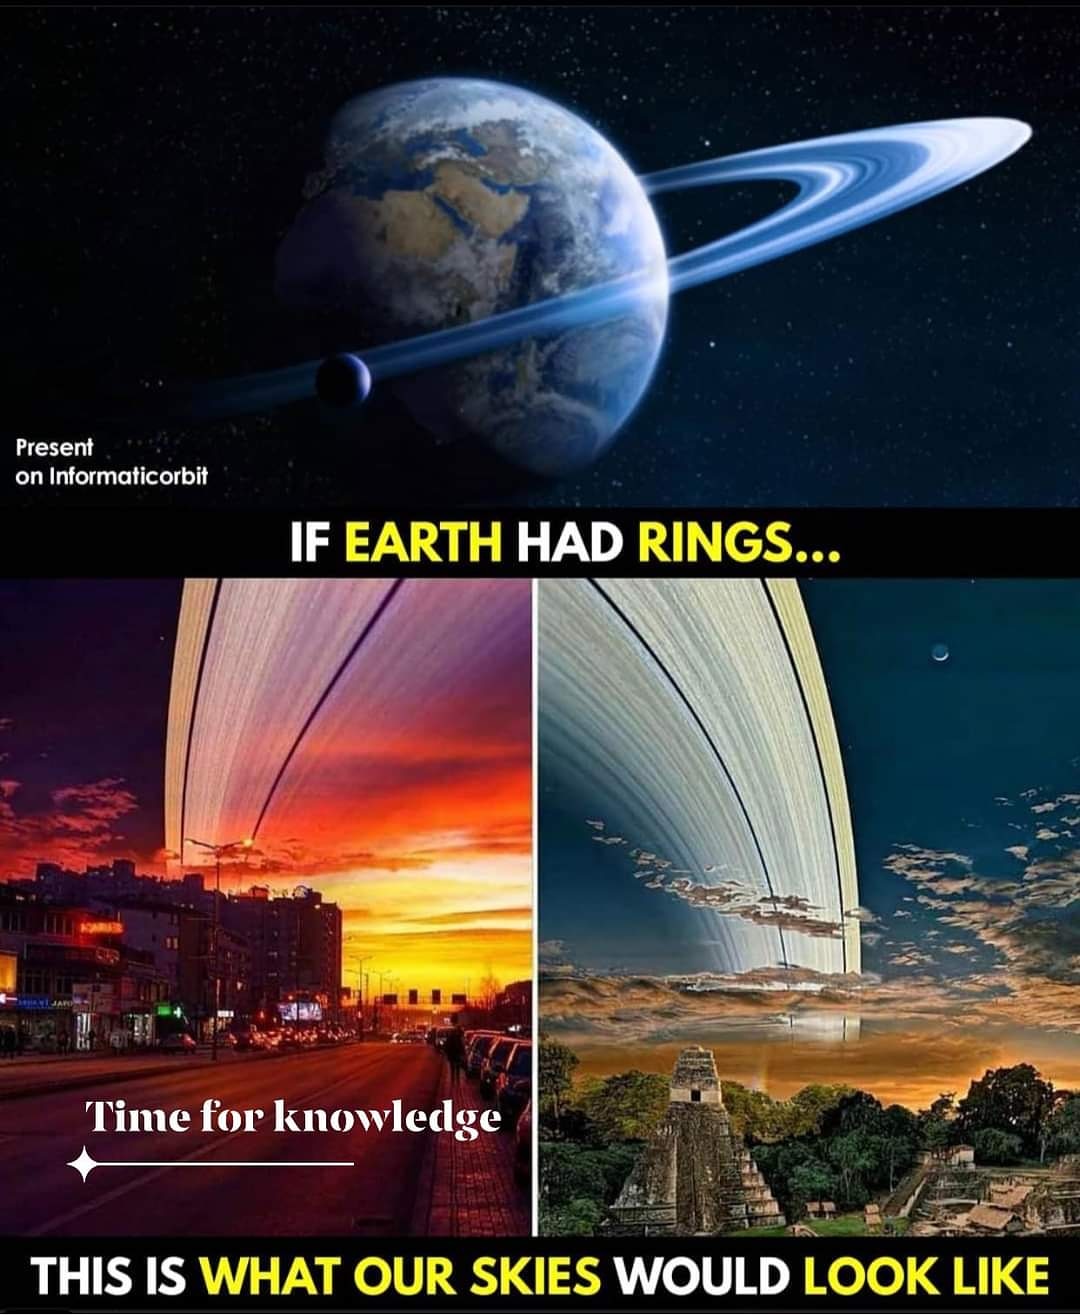 Present
on Informaticorbit
IF EARTH HAD RINGS...
Time for knowledge
THIS IS WHAT OUR SKIES WOULD LOOK LIKE